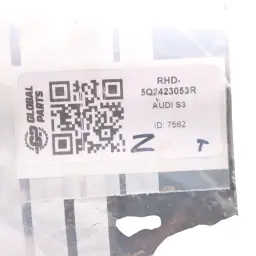 GLOBAL
PARTS
RHD-
5Q2423053R
AUDI S3
ID: 7562
N
T